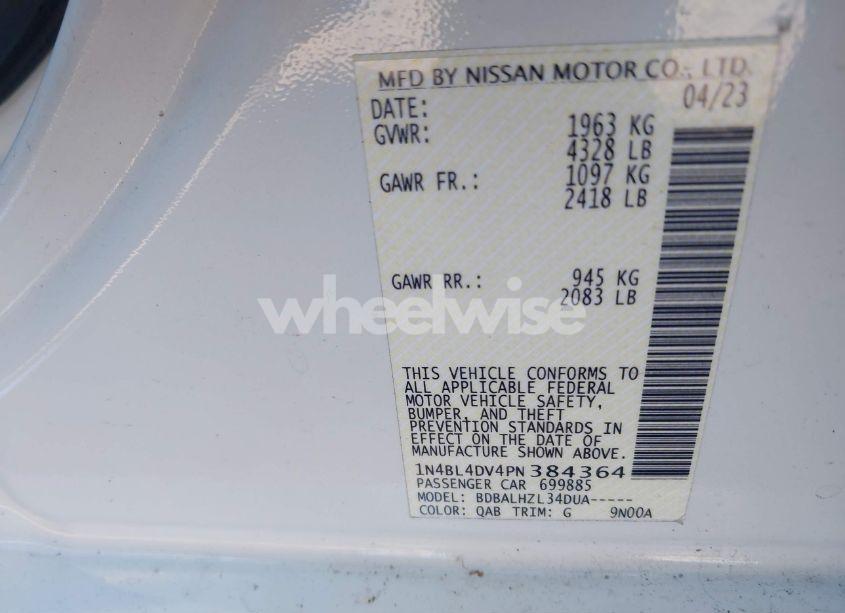 MFD BY NISSAN MOTOR CO., LTD.
DATE: 04/23
GVWR: 1963 KG
4328 LB
GAWR FR.: 1097 KG
2418 LB
GAWR RR.: 945 KG
2083 LB
wheelwise
THIS VEHICLE CONFORMS TO
ALL APPLICABLE FEDERAL
MOTOR VEHICLE SAFETY,
BUMPER, AND THEFT
PREVENTION STANDARDS IN
EFFECT ON THE DATE OF
MANUFACTURE SHOWN ABOVE.
1N4BL4DV4PN384364
PASSENGER CAR 699885
MODEL: BDBALHZL34DUA-----
COLOR: QAB TRIM: G 9N00A